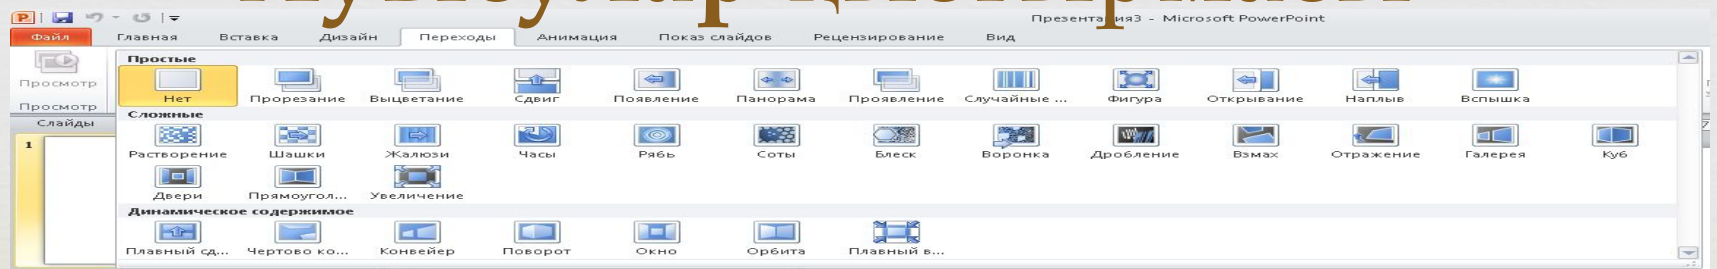 Презентация3 - Microsoft PowerPoint
Файл Главная Вставка Дизайн Переходы Анимация Показ слайдов Рецензирование Вид
Просмотр
Просмотр
Простые
Нет Прорезание Выцветание Сдвиг Появление Панорама Проявление Случайные ... Фигура Открывание Наплыв Вспышка
Сложные
Растворение Шашки Жалюзи Часы Рябь Соты Блеск Воронка Дробление Взмах Отражение Галерея Куб
Двери Прямоугол... Увеличение
Динамическое содержимое
Плавный сд... Чертово ко... Конвейер Поворот Окно Орбита Плавный в...
Слайды
1